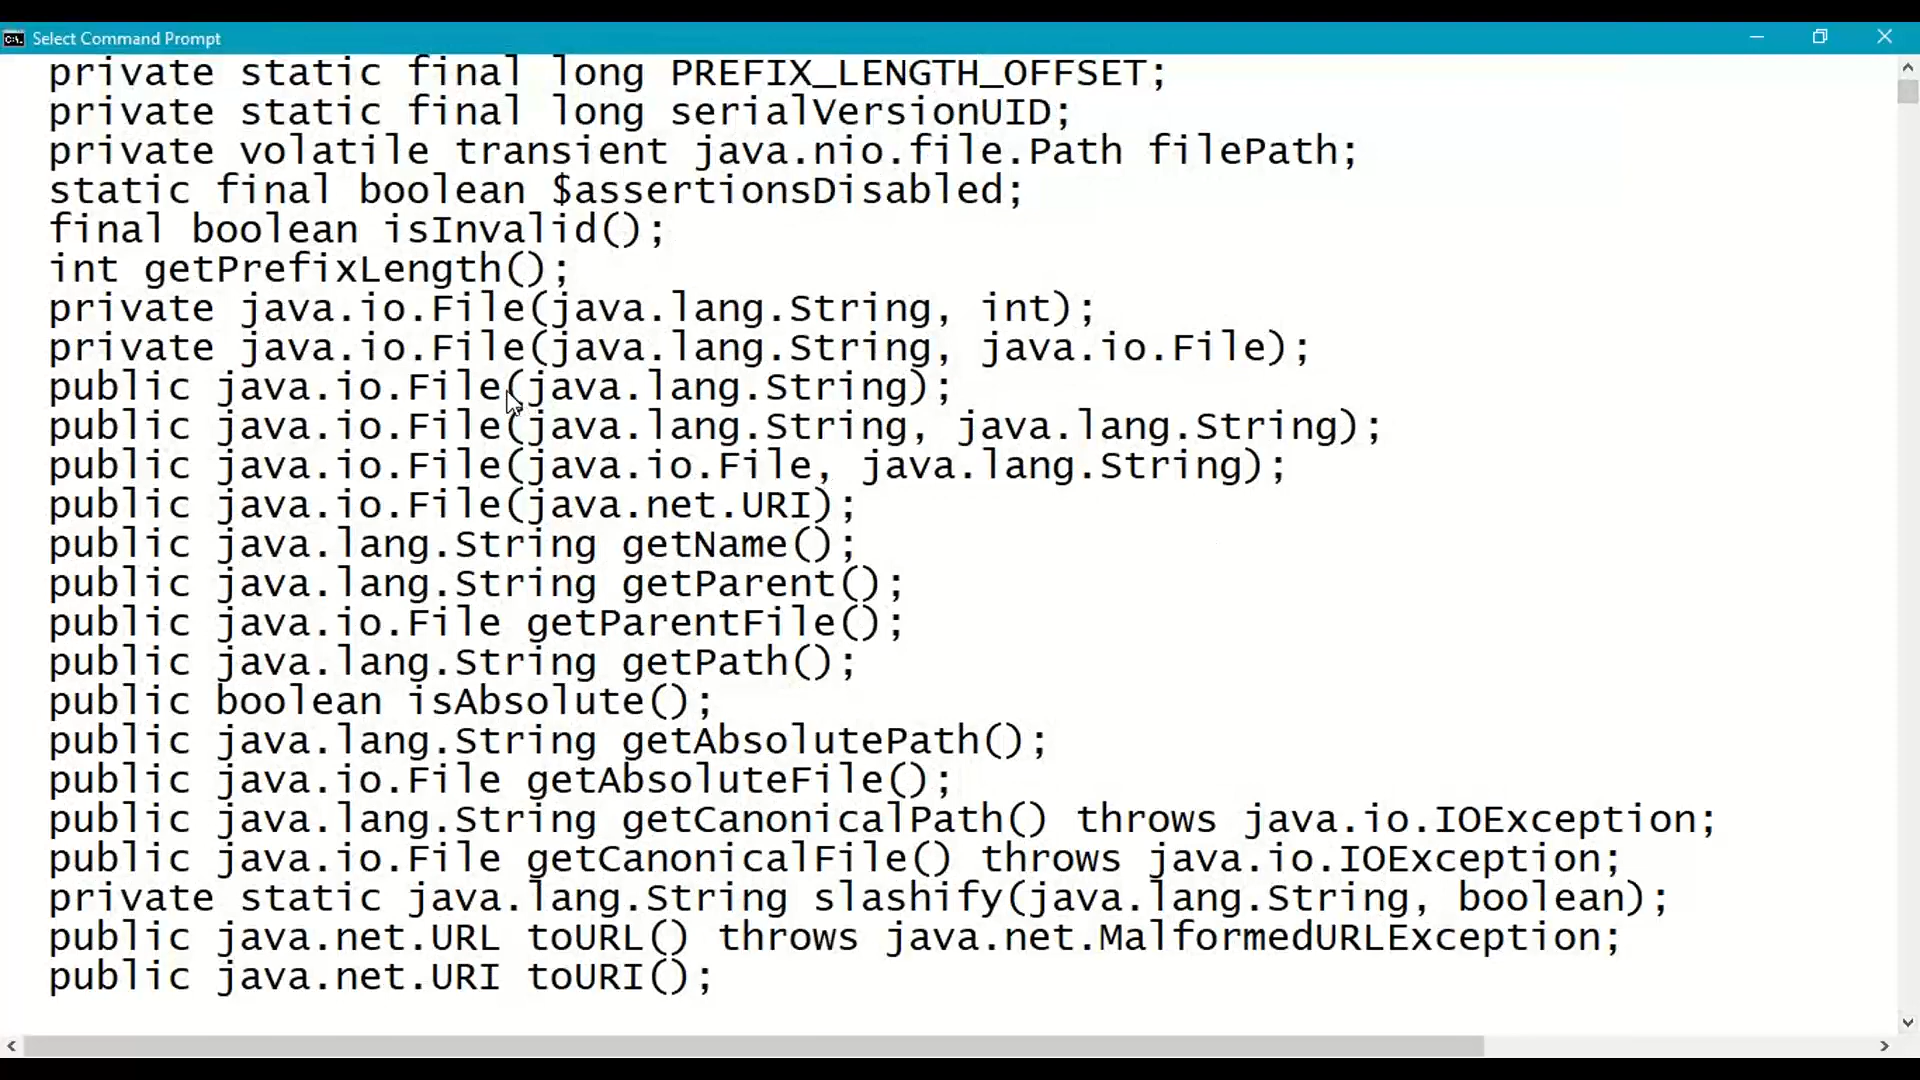 Select Command Prompt
private static final long PREFIX_LENGTH_OFFSET;
private static final long serialVersionUID;
private volatile transient java.nio.file.Path filePath;
static final boolean $assertionsDisabled;
final boolean isInvalid();
int getPrefixLength();
private java.io.File(java.lang.String, int);
private java.io.File(java.lang.String, java.io.File);
public java.io.File(java.lang.String);
public java.io.File(java.lang.String, java.lang.String);
public java.io.File(java.io.File, java.lang.String);
public java.io.File(java.net.URI);
public java.lang.String getName();
public java.lang.String getParent();
public java.io.File getParentFile();
public java.lang.String getPath();
public boolean isAbsolute();
public java.lang.String getAbsolutePath();
public java.io.File getAbsoluteFile();
public java.lang.String getCanonicalPath() throws java.io.IOException;
public java.io.File getCanonicalFile() throws java.io.IOException;
private static java.lang.String slashify(java.lang.String, boolean);
public java.net.URL toURL() throws java.net.MalformedURLException;
public java.net.URI toURI();